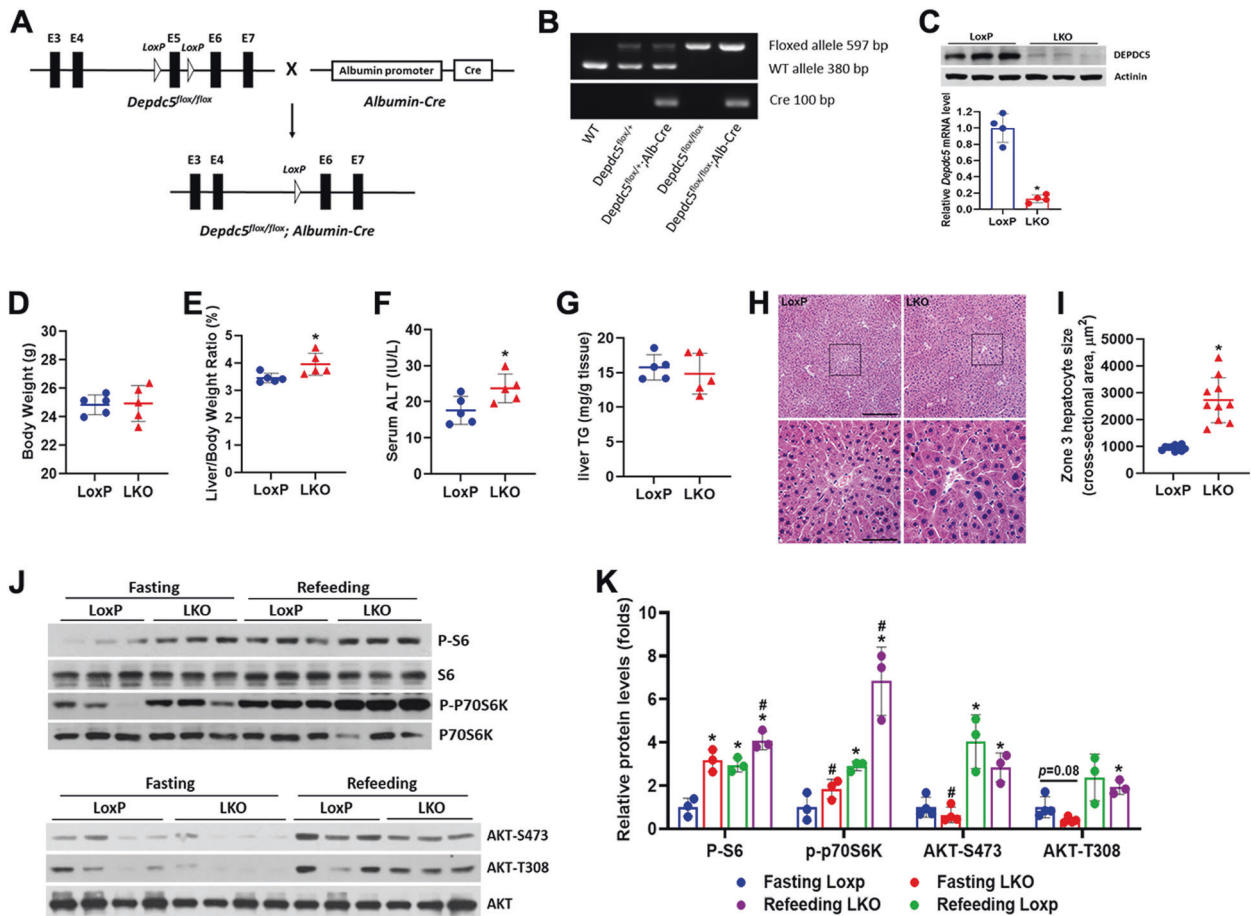 A
E3 E4 LoxP E5 LoxP E6 E7
X
Albumin promoter Cre
Depdc5flox/flox
Albumin-Cre
E3 E4 LoxP E6 E7
Depdc5flox/flox; Albumin-Cre
B
Floxed allele 597 bp
WT allele 380 bp
Cre 100 bp
WT
Depdc5flox/+
Depdc5flox/+;Alb-Cre
Depdc5flox/flox
Depdc5flox/flox;Alb-Cre
C
LoxP LKO
DEPDC5
Actinin
Relative Depdc5 mRNA level
1.2
1.0
0.8
0.6
0.4
0.2
0.0
*
LoxP LKO
D
Body Weight (g)
30
28
26
24
22
20
LoxP LKO
E
Liver/Body Weight Ratio (%)
5
4
3
2
1
0
*
LoxP LKO
F
Serum ALT (IU/L)
40
30
20
10
0
*
LoxP LKO
G
liver TG (mg/g tissue)
20
15
10
5
0
LoxP LKO
H
LoxP LKO
I
Zone 3 hepatocyte size
(cross-sectional area, μm2)
5000
4000
3000
2000
1000
0
*
LoxP LKO
J
Fasting Refeeding
LoxP LKO LoxP LKO
P-S6
S6
P-P70S6K
P70S6K
Fasting Refeeding
LoxP LKO LoxP LKO
AKT-S473
AKT-T308
AKT
K
Relative protein levels (folds)
10
8
6
4
2
0
* * # *
# * # *
# * *
p=0.08 *
P-S6 p-p70S6K AKT-S473 AKT-T308
Fasting Loxp Fasting LKO
Refeeding LKO Refeeding Loxp